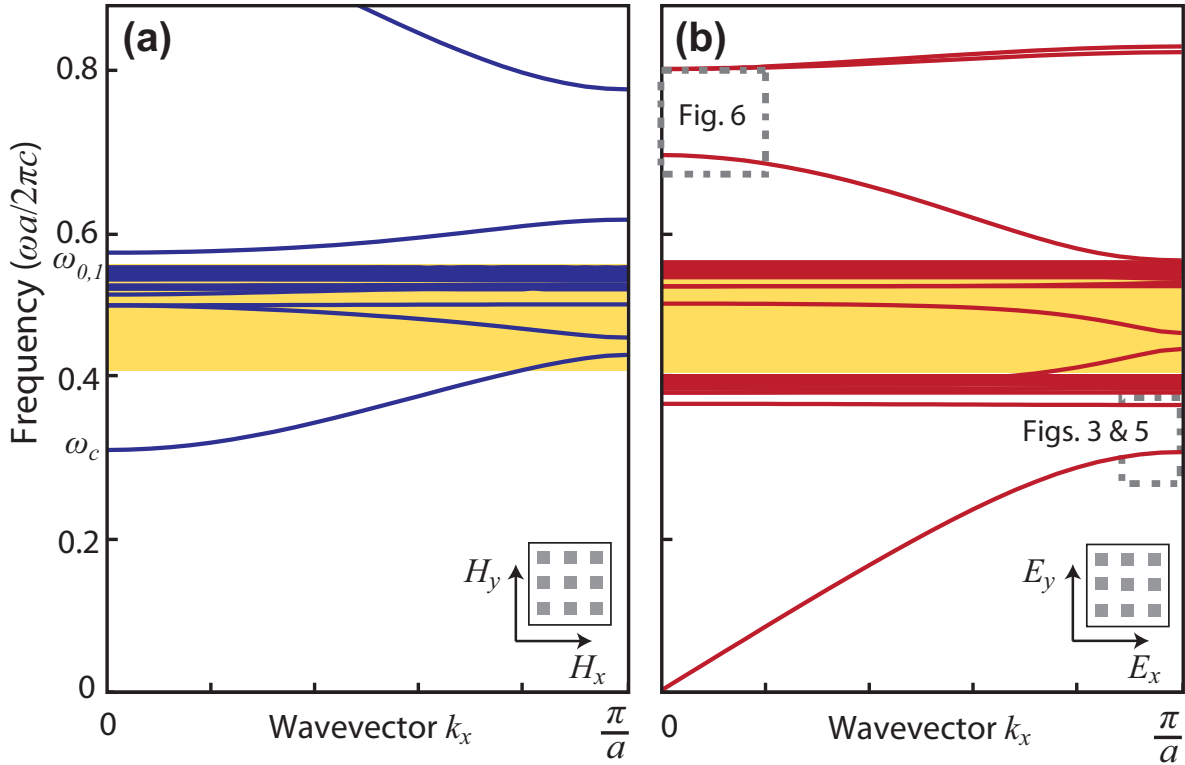 (a)
(b)
Frequency (ωa/2πc)
0.8
0.6
ω0,1
0.4
ωc
0.2
0
Fig. 6
Figs. 3 & 5
Hy
Hx
Ey
Ex
0
Wavevector kx
π/a
0
Wavevector kx
π/a